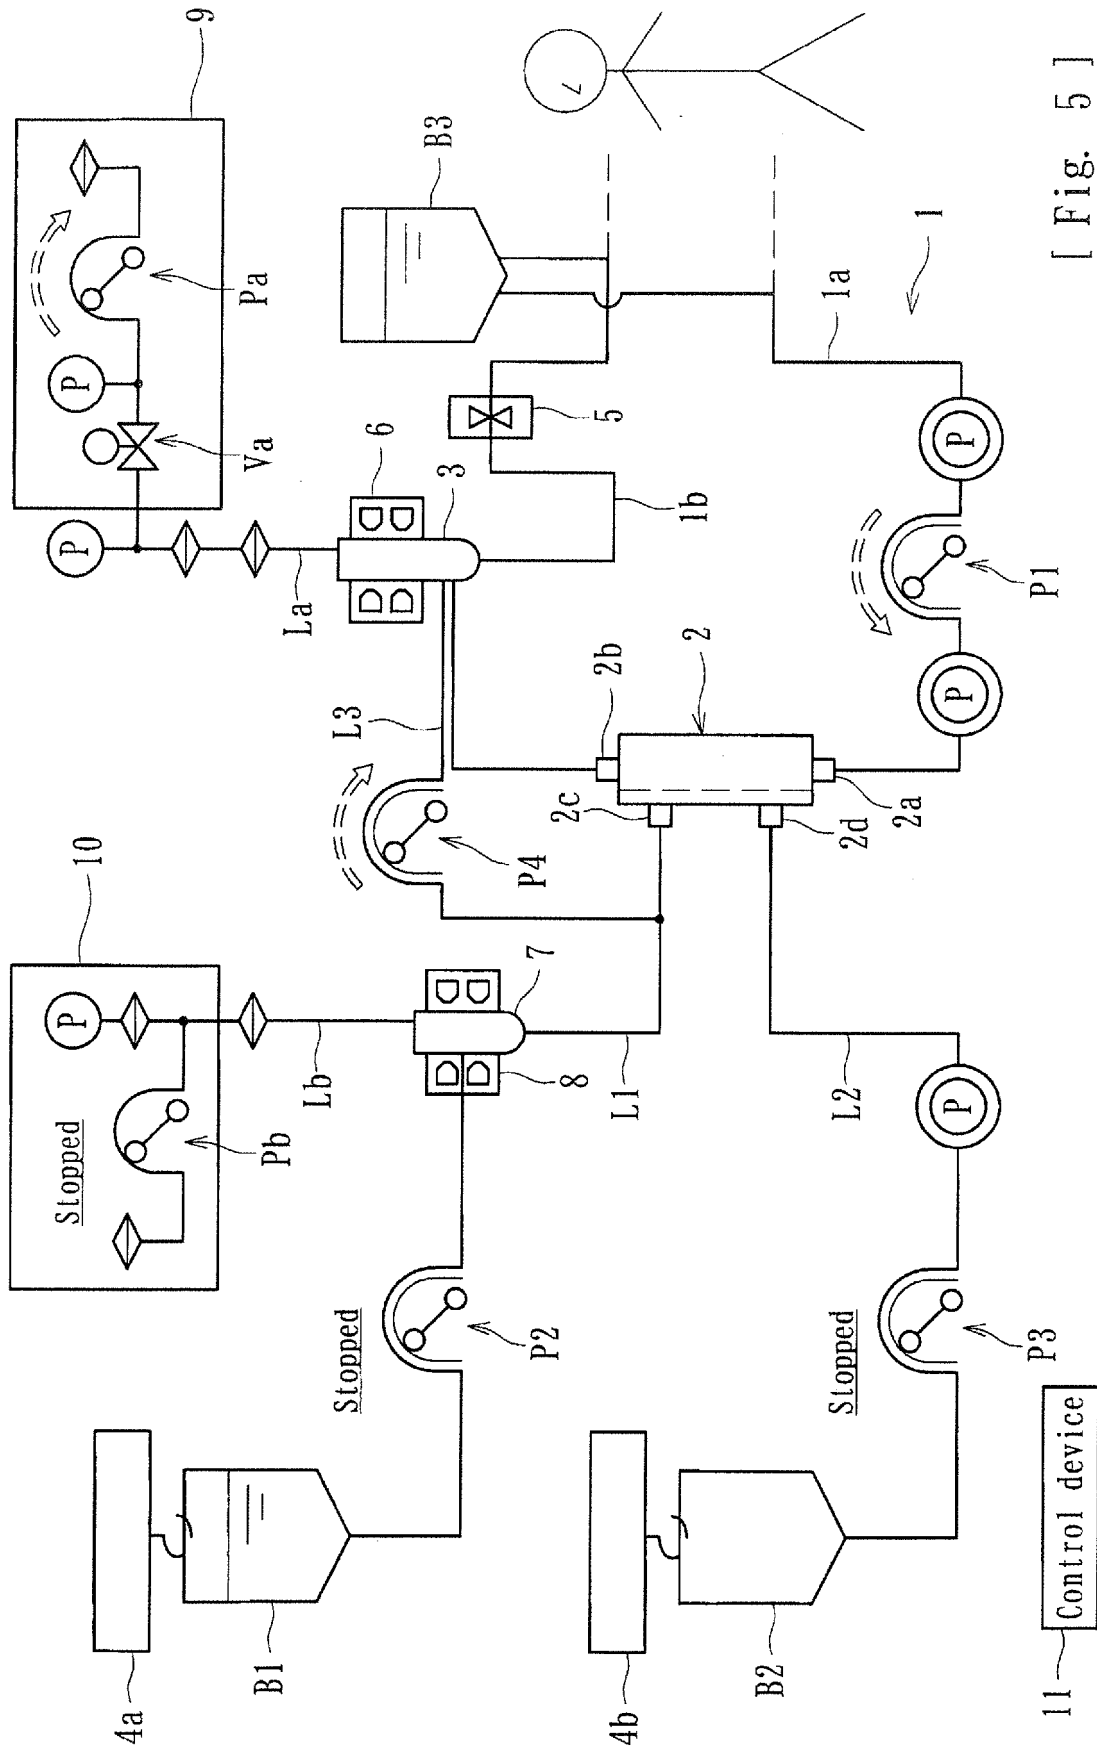 10
9
Stopped
Pb
P
P
P
Va
Pa
4a
B1
Stopped
P2
8
7
Lb
L1
P4
L3
La
6
3
5
1b
B3
4b
B2
Stopped
P3
P
L2
2c
2d
2b
2
2a
P
P1
P
1a
1
11
Control device
[ Fig. 5 ]